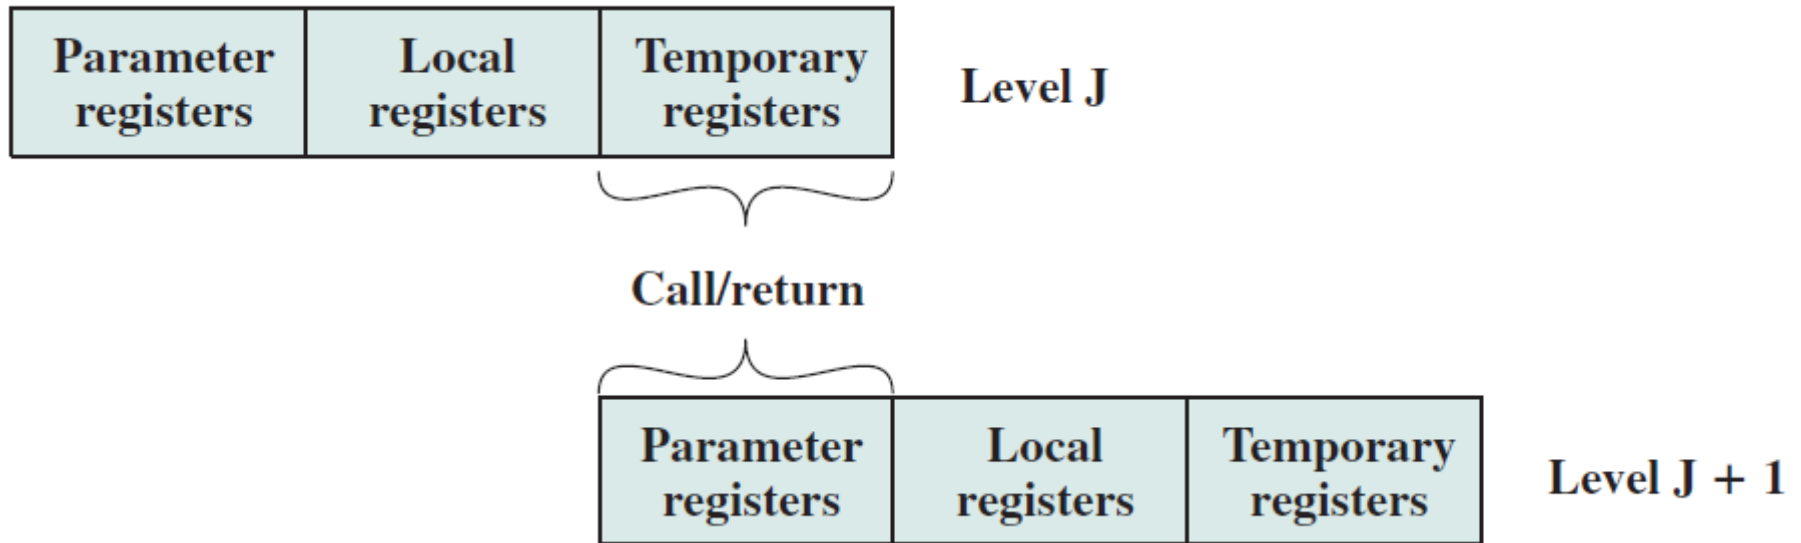 Parameter
registers
Local
registers
Temporary
registers
Level J
Call/return
Parameter
registers
Local
registers
Temporary
registers
Level J + 1